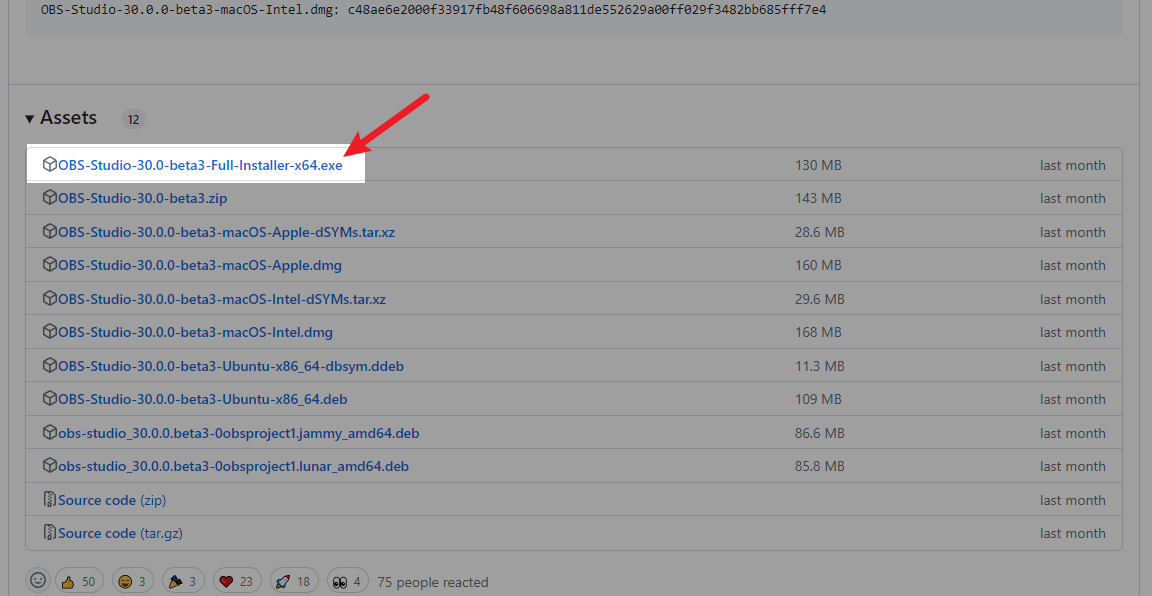 OBS-Studio-30.0.0-beta3-macOS-Intel.dmg: c48ae6e2000f33917fb48f606698a811de552629a00ff029f3482bb685fff7e4
Assets 12
OBS-Studio-30.0-beta3-Full-Installer-x64.exe 130 MB last month
OBS-Studio-30.0-beta3.zip 143 MB last month
OBS-Studio-30.0.0-beta3-macOS-Apple-dSYMs.tar.xz 28.6 MB last month
OBS-Studio-30.0.0-beta3-macOS-Apple.dmg 160 MB last month
OBS-Studio-30.0.0-beta3-macOS-Intel-dSYMs.tar.xz 29.6 MB last month
OBS-Studio-30.0.0-beta3-macOS-Intel.dmg 168 MB last month
OBS-Studio-30.0.0-beta3-Ubuntu-x86_64-dbsym.ddeb 11.3 MB last month
OBS-Studio-30.0.0-beta3-Ubuntu-x86_64.deb 109 MB last month
obs-studio_30.0.0.beta3-0obsproject1.jammy_amd64.deb 86.6 MB last month
obs-studio_30.0.0.beta3-0obsproject1.lunar_amd64.deb 85.8 MB last month
Source code (zip) last month
Source code (tar.gz) last month
50 3 3 23 18 4 75 people reacted